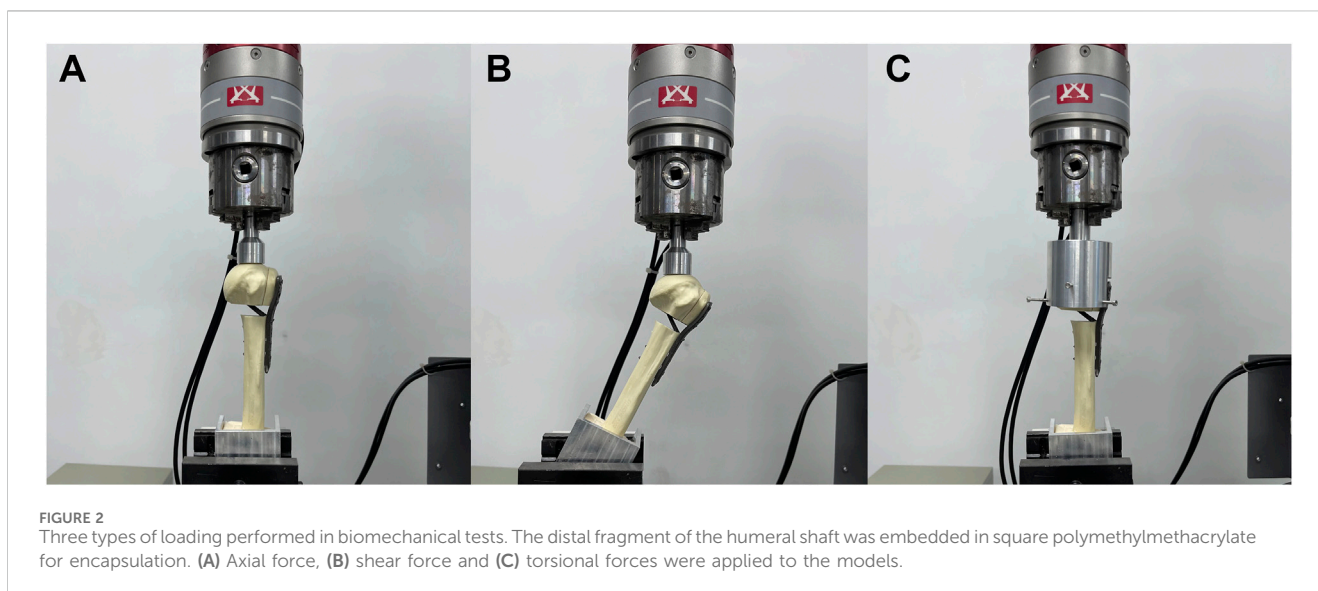 A
B
C
FIGURE 2
Three types of loading performed in biomechanical tests. The distal fragment of the humeral shaft was embedded in square polymethylmethacrylate
for encapsulation. (A) Axial force, (B) shear force and (C) torsional forces were applied to the models.